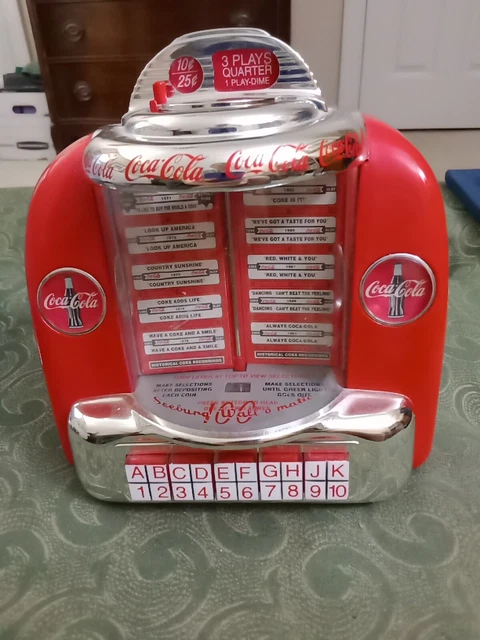 10¢
25¢
3 PLAYS
QUARTER
1 PLAY-DIME
Coca-Cola Coca-Cola
'COKE IS IT!'
'LOOK UP AMERICA
'LOOK UP AMERICA
'WE'VE GOT A TASTE FOR YOU'
'WE'VE GOT A TASTE FOR YOU'
'COUNTRY SUNSHINE
'COUNTRY SUNSHINE
'RED, WHITE & YOU'
'RED, WHITE & YOU'
'COKE ADDS LIFE
'COKE ADDS LIFE
'DANCING - CAN'T BEAT THE FEELING'
'DANCING - CAN'T BEAT THE FEELING'
'HAVE A COKE AND A SMILE
'HAVE A COKE AND A SMILE
ALWAYS COCA-COLA
ALWAYS COCA-COLA
HISTORICAL COKE RECORDINGS
HISTORICAL COKE RECORDINGS
Coca-Cola
Coca-Cola
MAKE SELECTIONS
AFTER DEPOSITING
EACH COIN
MAKE SELECTIONS
UNTIL GREEN LIGHT
GOES OUT
Seeburg Wall-o-matic
100
A B C D E F G H J K
1 2 3 4 5 6 7 8 9 10